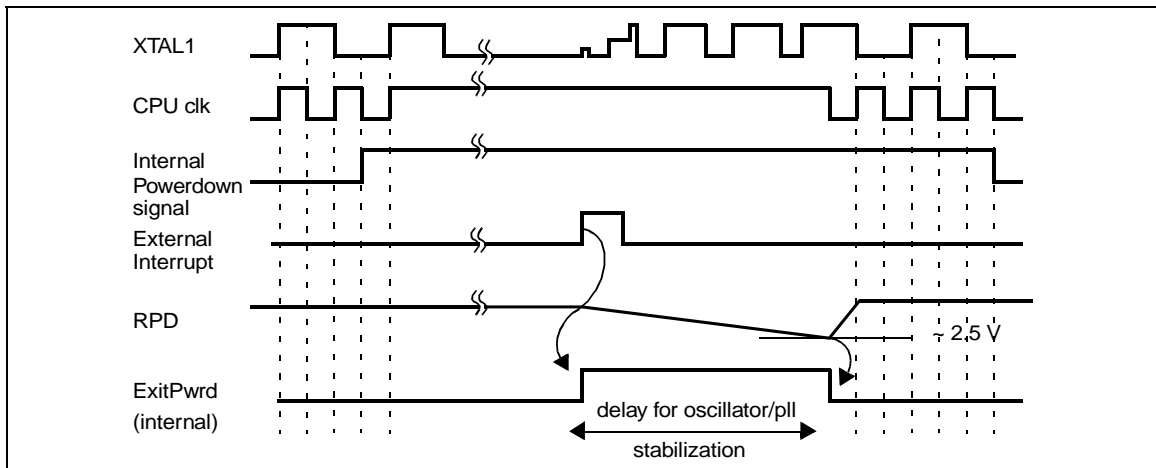 XTAL1
CPU clk
Internal
Powerdown
signal
External
Interrupt
RPD
~ 2.5 V
ExitPwrd
(internal)
delay for oscillator/pll
stabilization